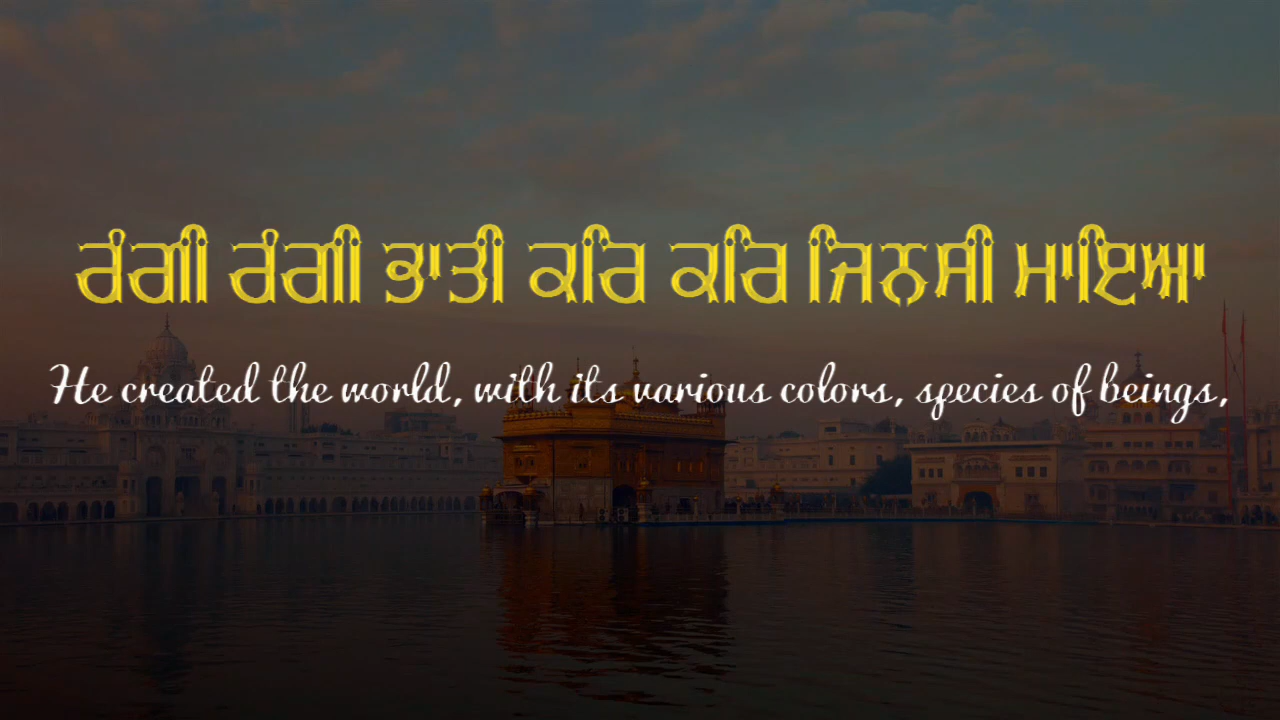 ਰੰਗੀ ਰੰਗੀ ਭਾਤੀ ਕਰਿ ਕਰਿ ਜਿਨਸੀ ਮਾਇਆ
He created the world, with its various colors, species of beings,